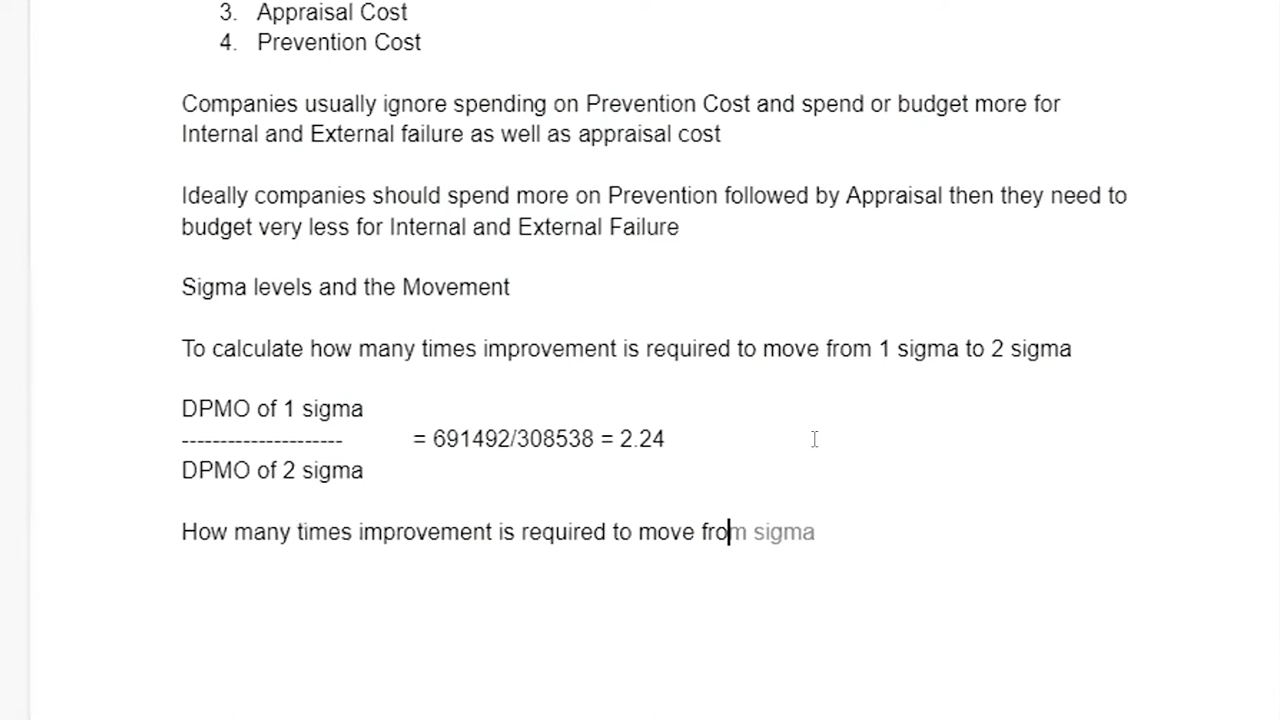 3. Appraisal Cost
4. Prevention Cost
Companies usually ignore spending on Prevention Cost and spend or budget more for
Internal and External failure as well as appraisal cost
Ideally companies should spend more on Prevention followed by Appraisal then they need to
budget very less for Internal and External Failure
Sigma levels and the Movement
To calculate how many times improvement is required to move from 1 sigma to 2 sigma
DPMO of 1 sigma
--------------------- = 691492/308538 = 2.24
DPMO of 2 sigma
How many times improvement is required to move from sigma